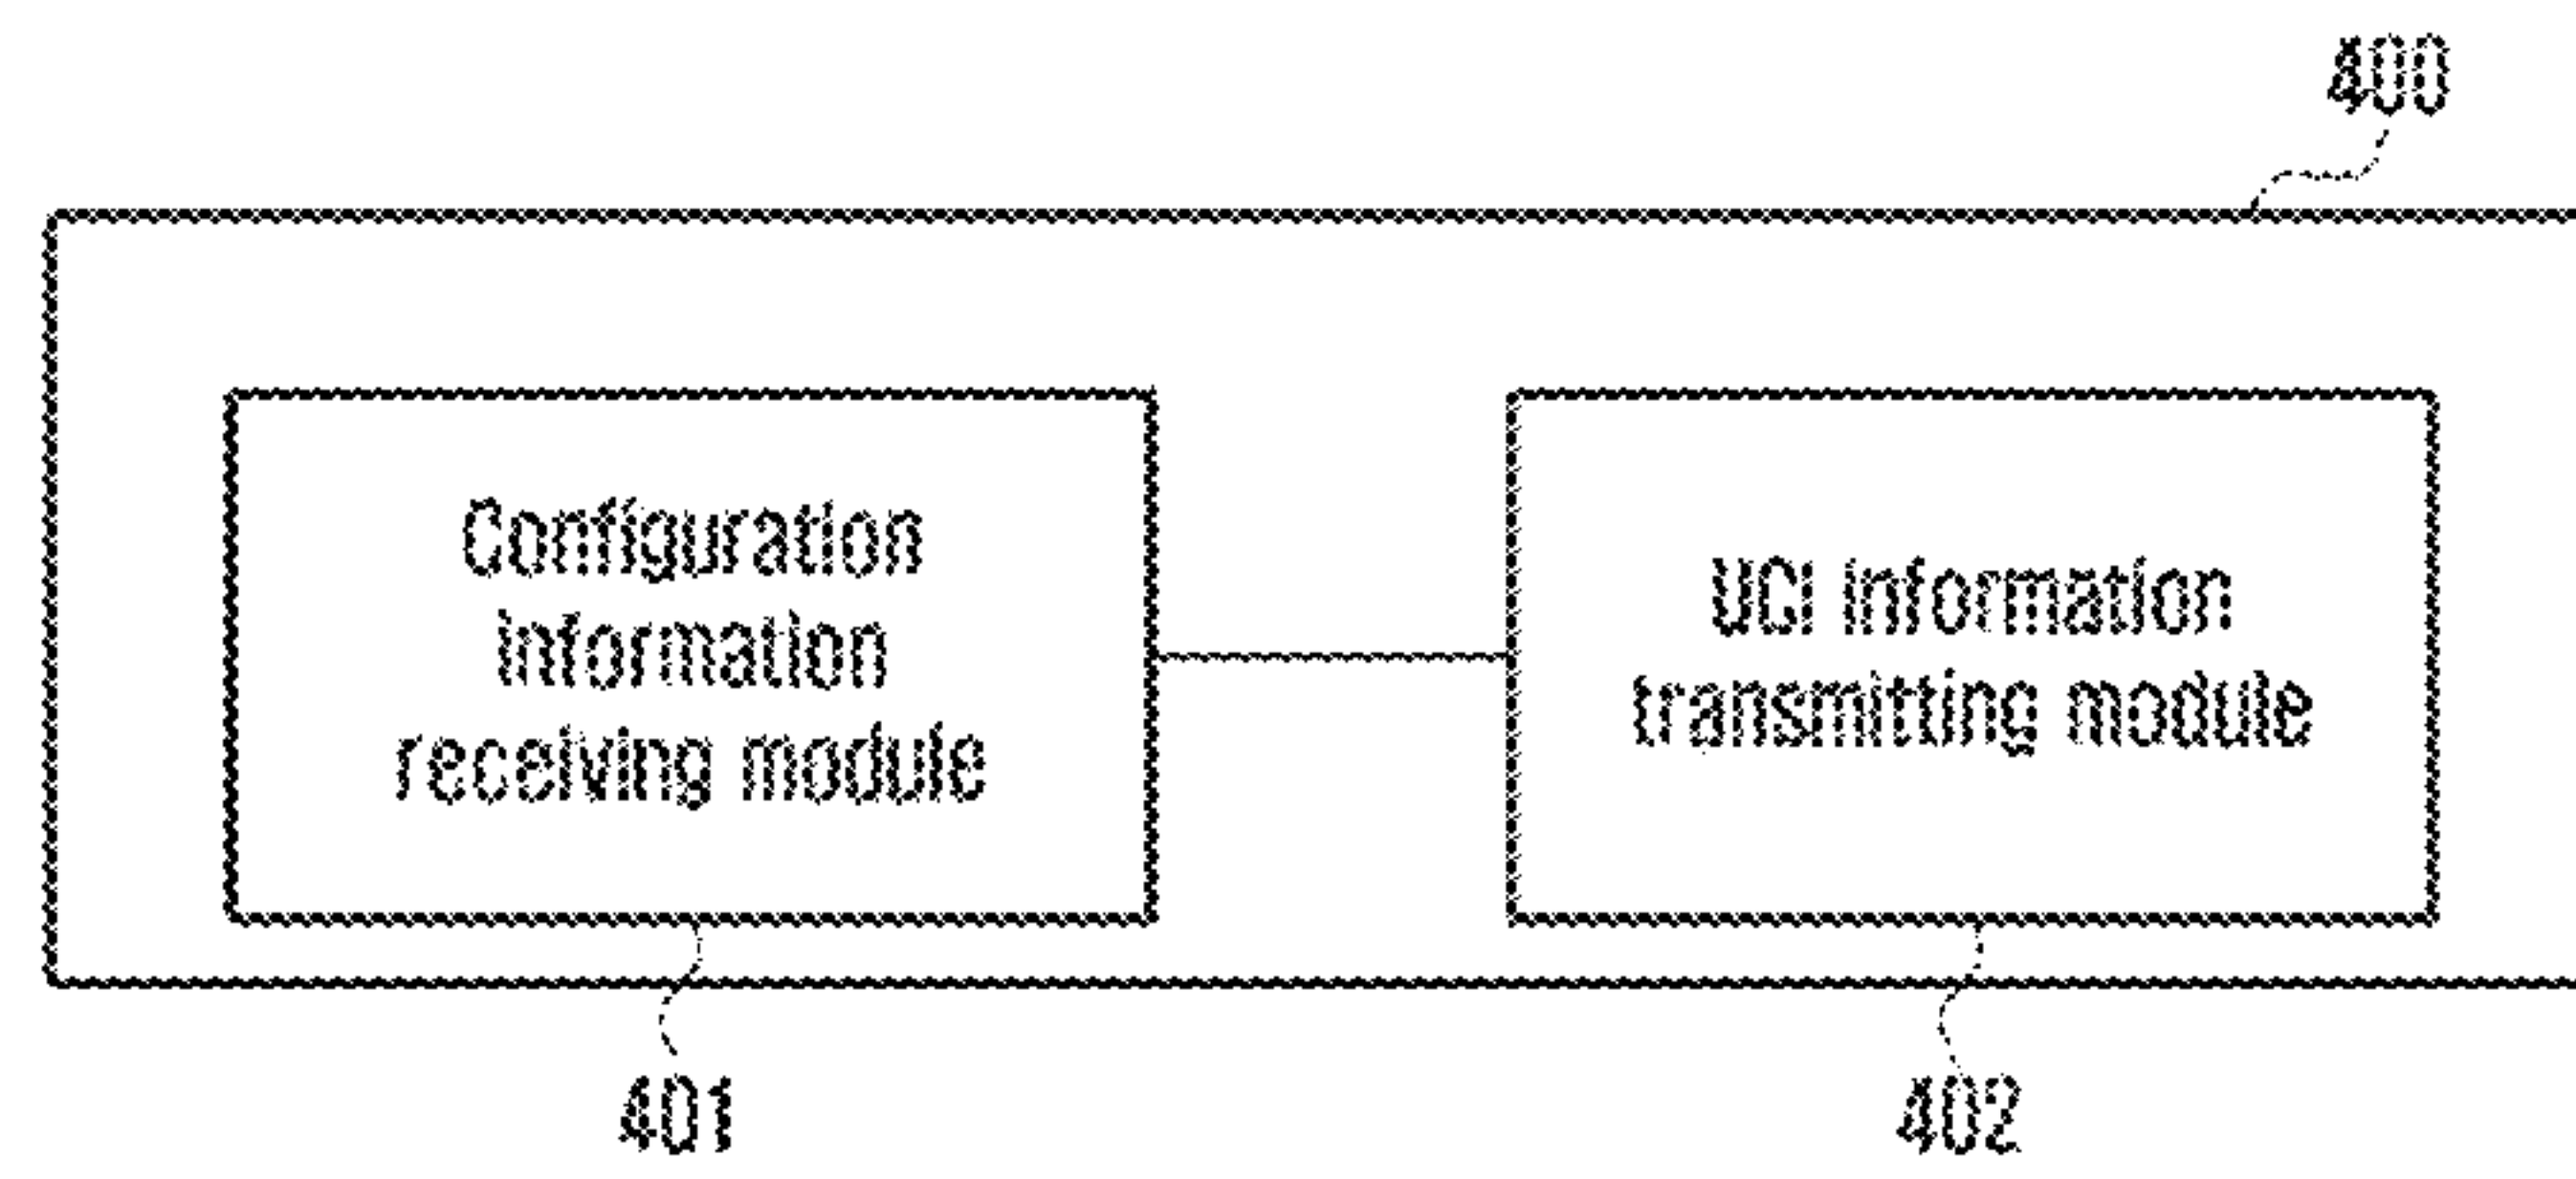 400
Configuration
information
receiving module
UCI information
transmitting module
401
402